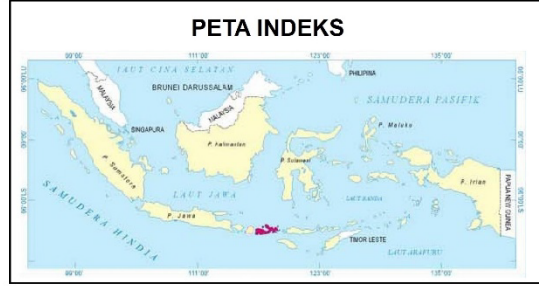 PETA INDEKS
99°00'
111°00'
123°00'
135°00'
LAUT CINA SELATAN
PHILIPINA
MALAYSIA
BRUNEI DARUSSALAM
MALAYSIA
SAMUDERA PASIFIK
SINGAPURA
P. Kalimantan
P. Maluku
P. Sumatera
P. Sulawesi
P. Irian
PAPUA NEW GUINEA
LAUT JAWA
LAUT BANDA
SAMUDERA HINDIA
P. Jawa
TIMOR LESTE
LAUT ARAFURU
99°00'
111°00'
123°00'
135°00'